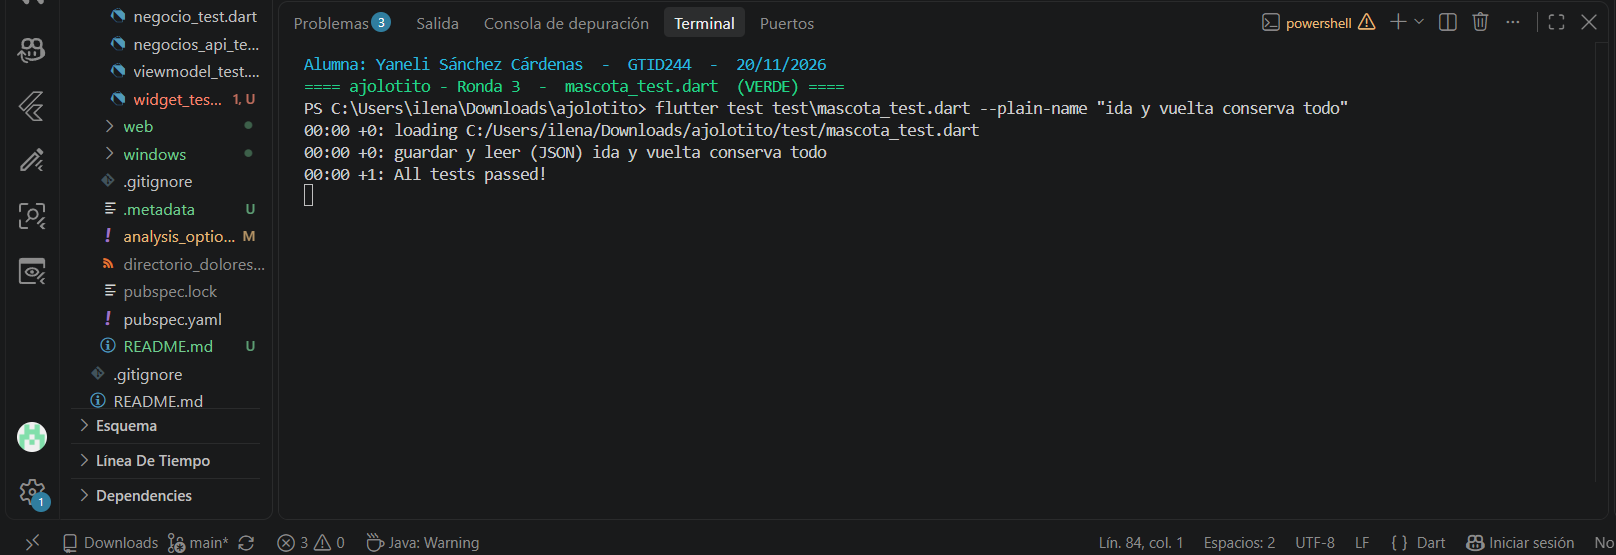 negocio_test.dart
negocios_api_te...
viewmodel_test....
widget_tes... 1, U
web
windows
.gitignore
.metadata U
analysis_optio... M
directorio_dolores...
pubspec.lock
pubspec.yaml
README.md U
.gitignore
README.md
Esquema
Línea De Tiempo
Dependencies
1
Problemas 3 Salida Consola de depuración Terminal Puertos
powershell
Alumna: Yaneli Sánchez Cárdenas - GTID244 - 20/11/2026
==== ajolotito - Ronda 3 - mascota_test.dart (VERDE) ====
PS C:\Users\ilena\Downloads\ajolotito> flutter test test\mascota_test.dart --plain-name "ida y vuelta conserva todo"
00:00 +0: loading C:/Users/ilena/Downloads/ajolotito/test/mascota_test.dart
00:00 +0: guardar y leer (JSON) ida y vuelta conserva todo
00:00 +1: All tests passed!
Downloads main* 3 0 Java: Warning Lín. 84, col. 1 Espacios: 2 UTF-8 LF { } Dart Iniciar sesión No